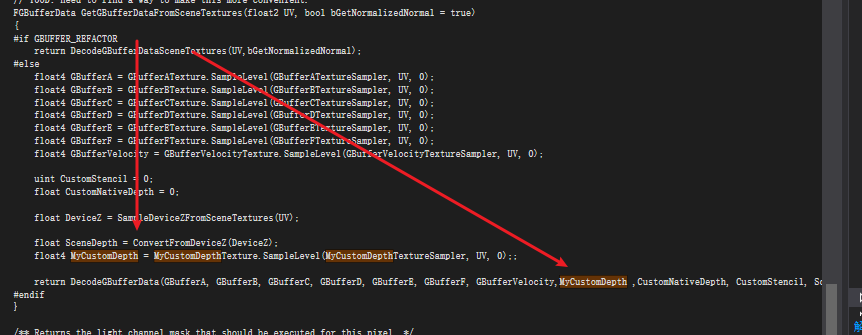 // TODO: need to find a way to make this more convenient.
FGBufferData GetGBufferDataFromSceneTextures(float2 UV, bool bGetNormalizedNormal = true)
{
#if GBUFFER_REFACTOR
return DecodeGBufferDataSceneTextures(UV,bGetNormalizedNormal);
#else
float4 GBufferA = GBufferATexture.SampleLevel(GBufferATextureSampler, UV, 0);
float4 GBufferB = GBufferBTexture.SampleLevel(GBufferBTextureSampler, UV, 0);
float4 GBufferC = GBufferCTexture.SampleLevel(GBufferCTextureSampler, UV, 0);
float4 GBufferD = GBufferDTexture.SampleLevel(GBufferDTextureSampler, UV, 0);
float4 GBufferE = GBufferETexture.SampleLevel(GBufferETextureSampler, UV, 0);
float4 GBufferF = GBufferFTexture.SampleLevel(GBufferFTextureSampler, UV, 0);
float4 GBufferVelocity = GBufferVelocityTexture.SampleLevel(GBufferVelocityTextureSampler, UV, 0);
uint CustomStencil = 0;
float CustomNativeDepth = 0;
float DeviceZ = SampleDeviceZFromSceneTextures(UV);
float SceneDepth = ConvertFromDeviceZ(DeviceZ);
float4 MyCustomDepth = MyCustomDepthTexture.SampleLevel(MyCustomDepthTextureSampler, UV, 0);;
return DecodeGBufferData(GBufferA, GBufferB, GBufferC, GBufferD, GBufferE, GBufferF, GBufferVelocity,MyCustomDepth ,CustomNativeDepth, CustomStencil, Sc
#endif
}
/** Returns the light channel mask that should be executed for this pixel. */